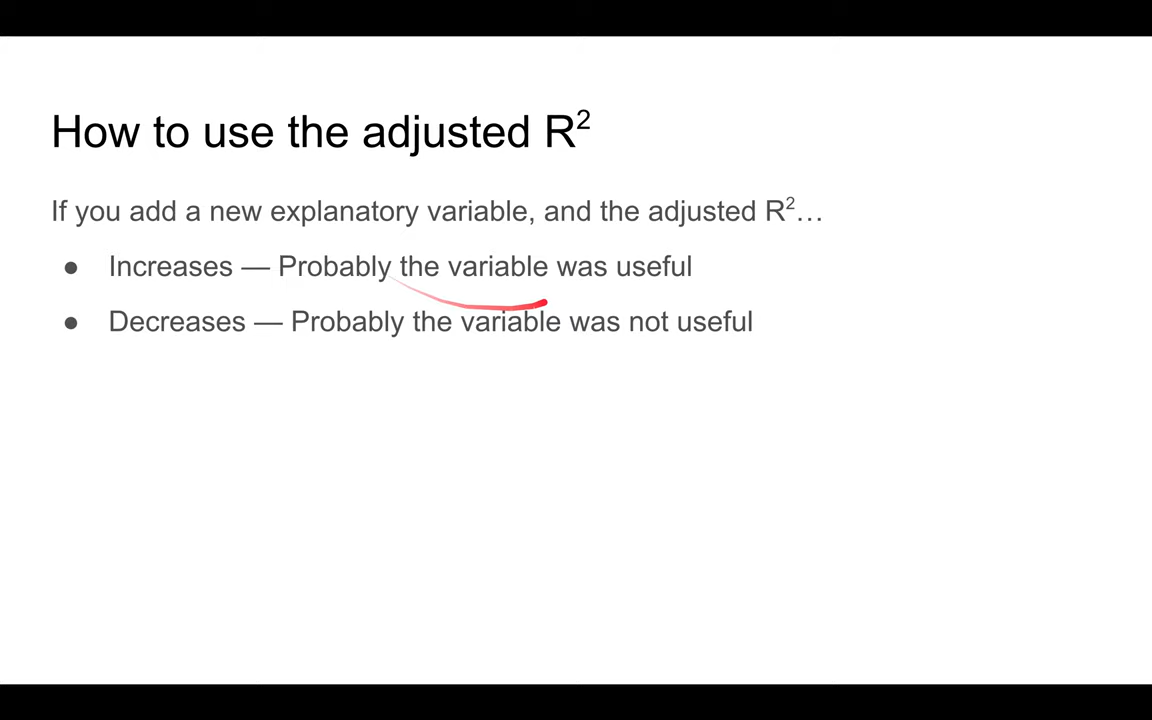 How to use the adjusted R²
If you add a new explanatory variable, and the adjusted R²…
● Increases — Probably the variable was useful
● Decreases — Probably the variable was not useful